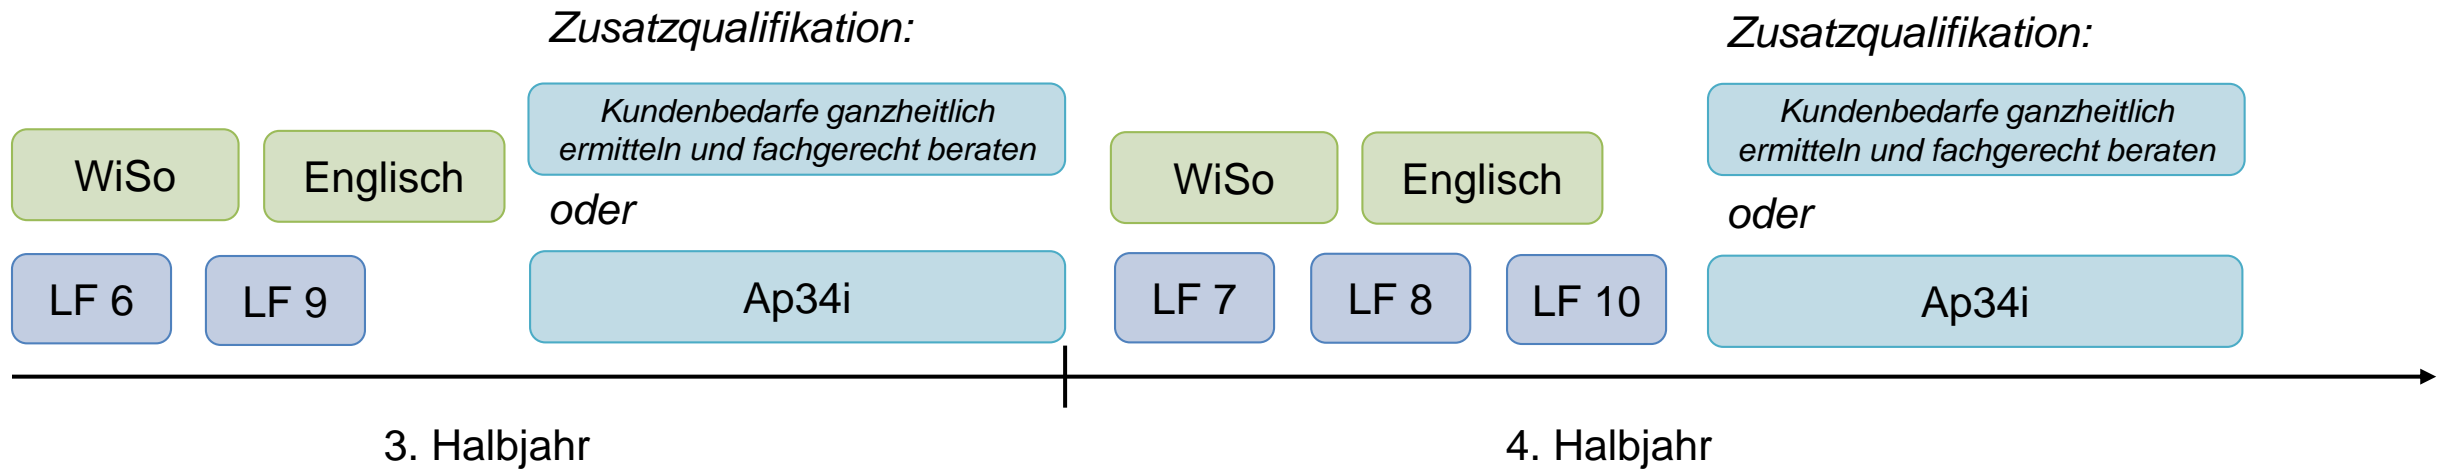 Zusatzqualifikation:
Kundenbedarfe ganzheitlich
ermitteln und fachgerecht beraten
WiSo
Englisch
oder
LF 6
LF 9
Ap34i
3. Halbjahr
Zusatzqualifikation:
Kundenbedarfe ganzheitlich
ermitteln und fachgerecht beraten
WiSo
Englisch
oder
LF 7
LF 8
LF 10
Ap34i
4. Halbjahr